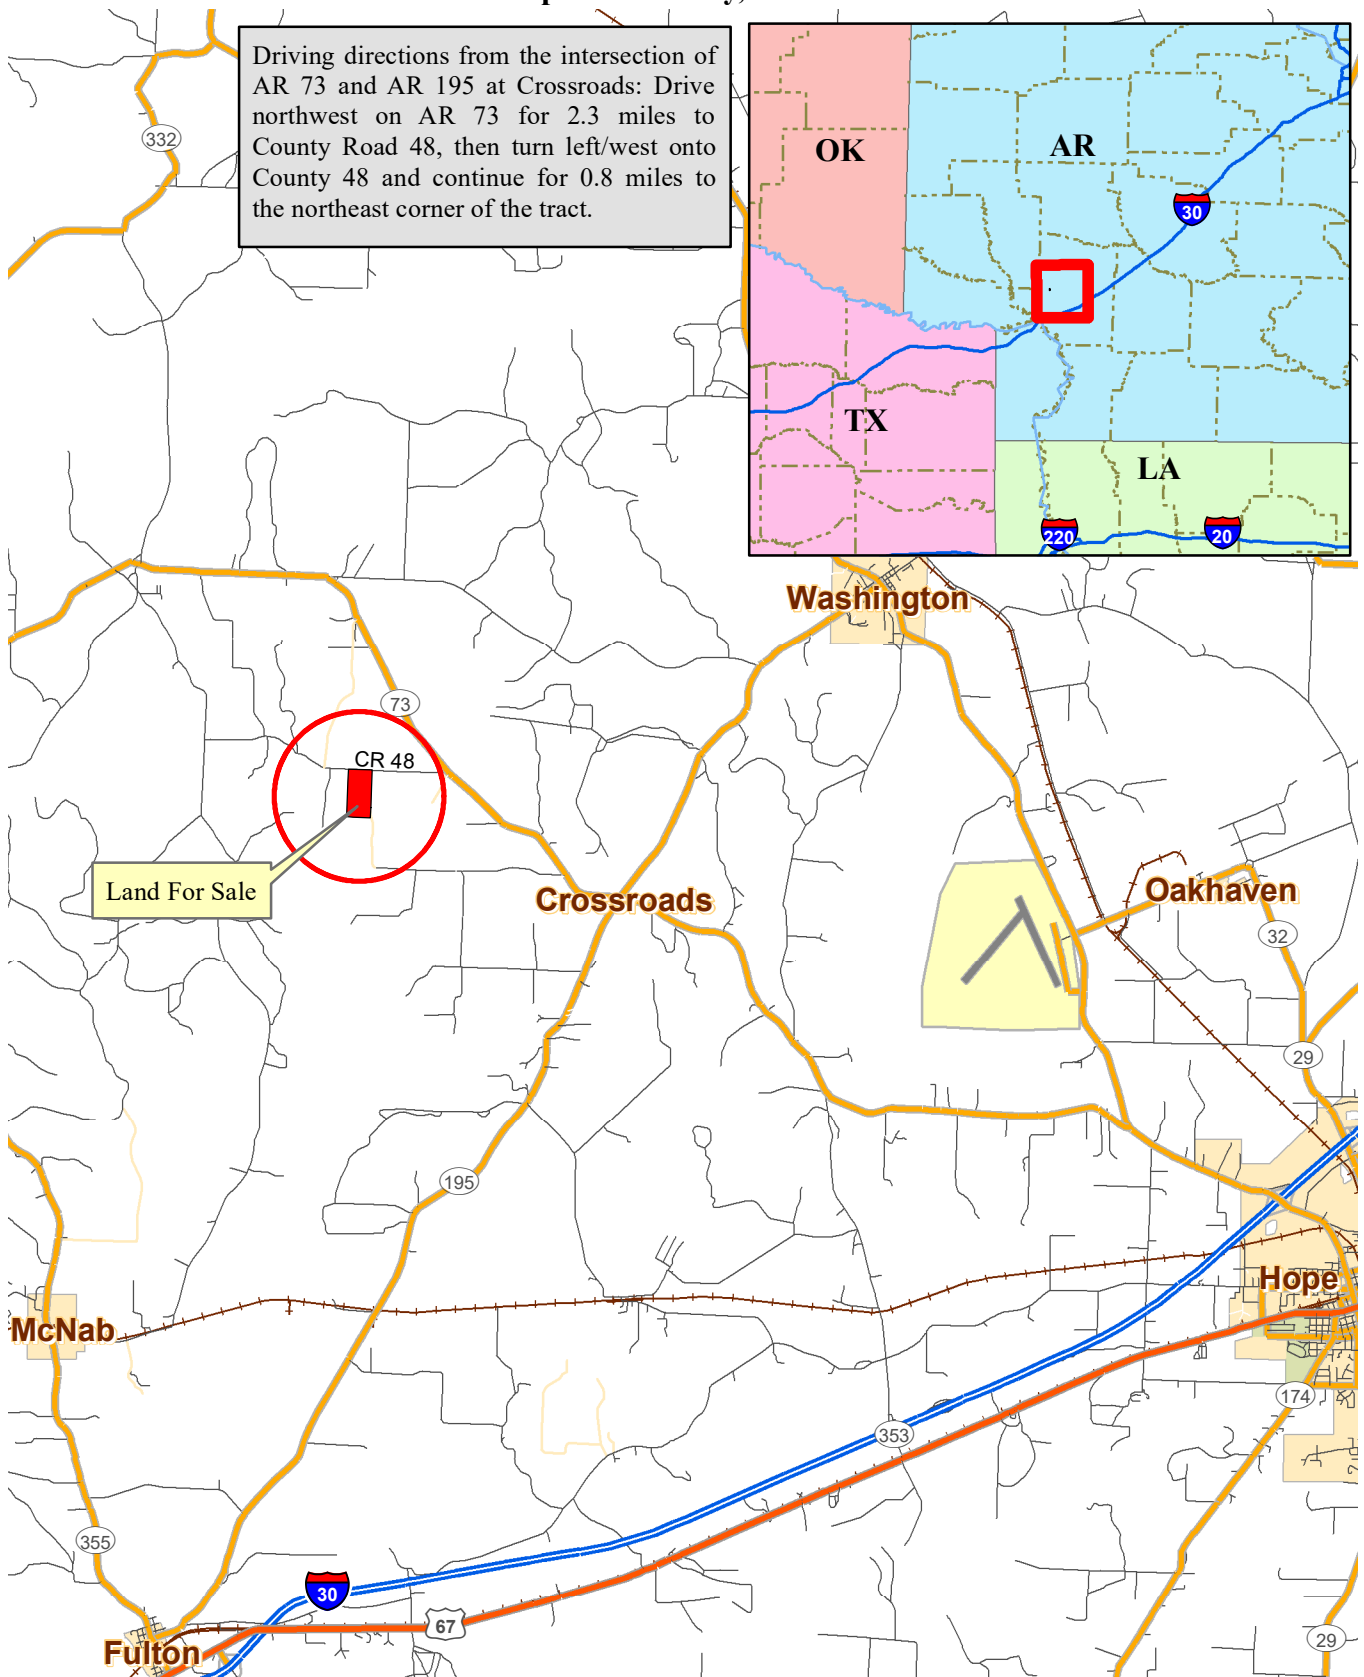 Driving directions from the intersection of
AR 73 and AR 195 at Crossroads: Drive
northwest on AR 73 for 2.3 miles to
County Road 48, then turn left/west onto
County 48 and continue for 0.8 miles to
the northeast corner of the tract.
332
OK
AR
30
TX
LA
220
20
Washington
73
CR 48
Land For Sale
Crossroads
Oakhaven
32
29
195
Hope
McNab
174
353
355
30
67
Fulton
29